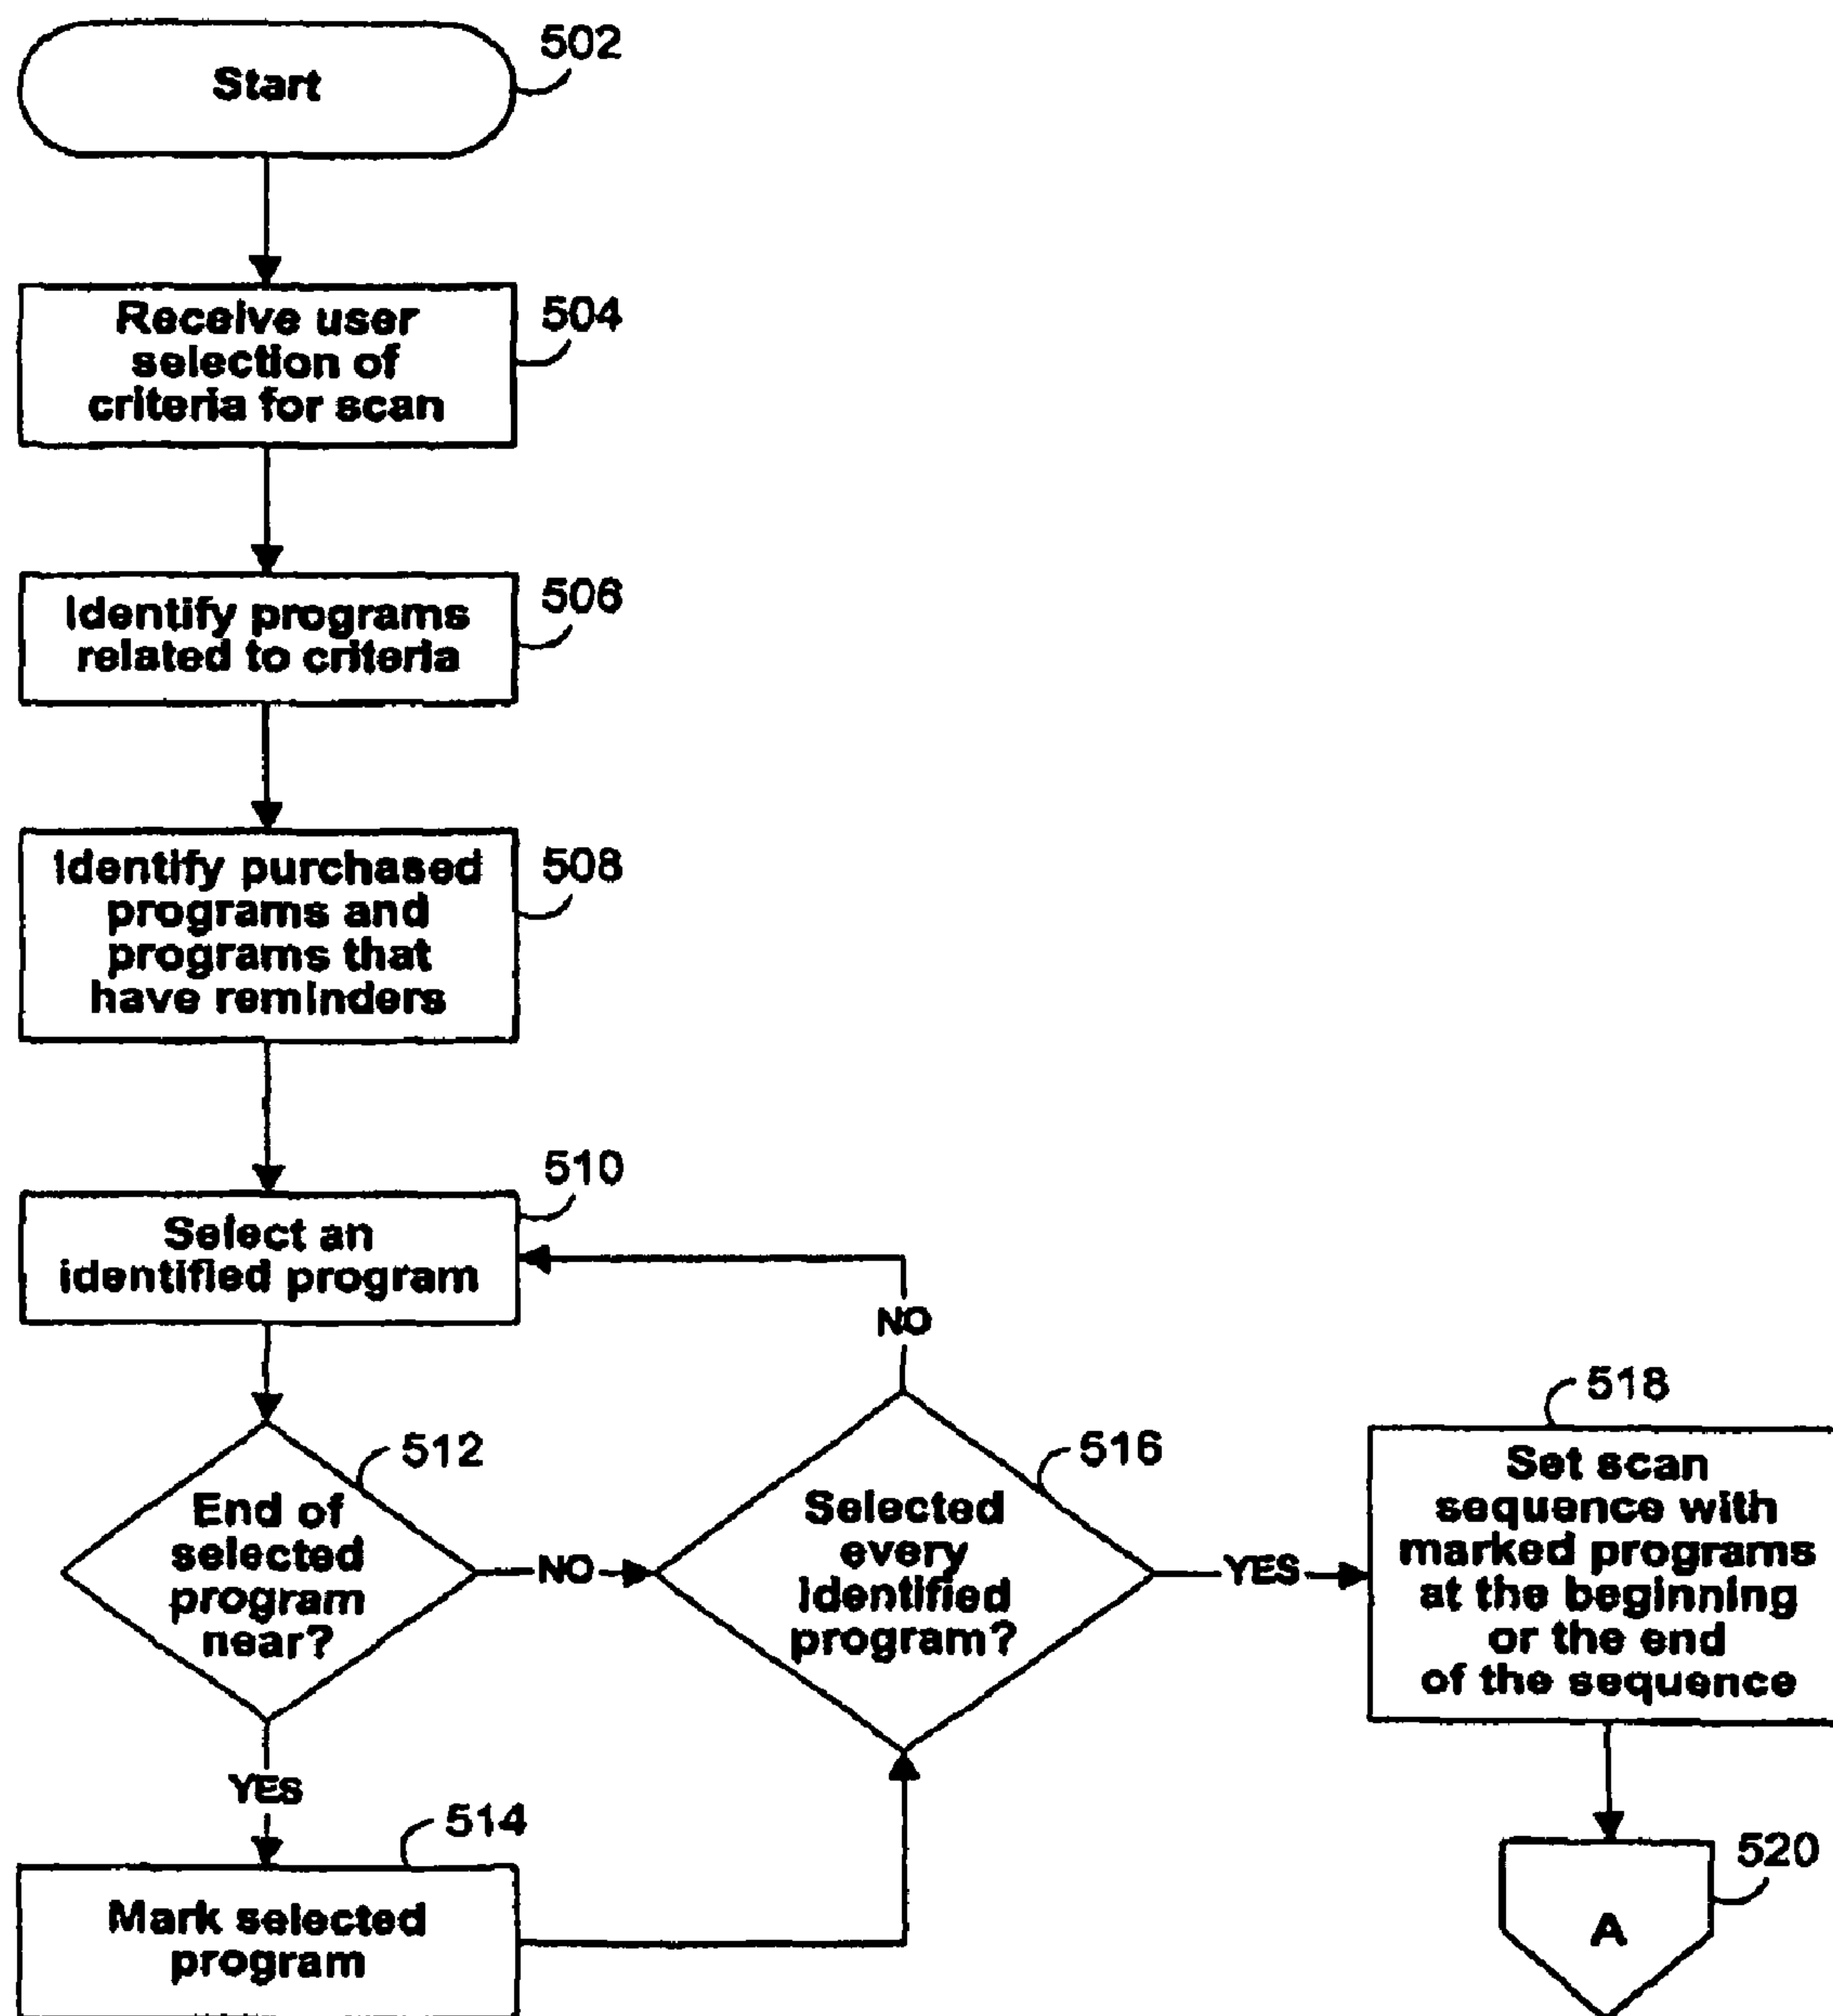 502
Start
504
Receive user
selection of
criteria for scan
506
Identify programs
related to criteria
508
Identify purchased
programs and
programs that
have reminders
510
Select an
identified program
NO
512
End of
selected
program
near?
NO
516
Selected
every
identified
program?
YES
518
Set scan
sequence with
marked programs
at the beginning
or the end
of the sequence
YES
514
Mark selected
program
520
A